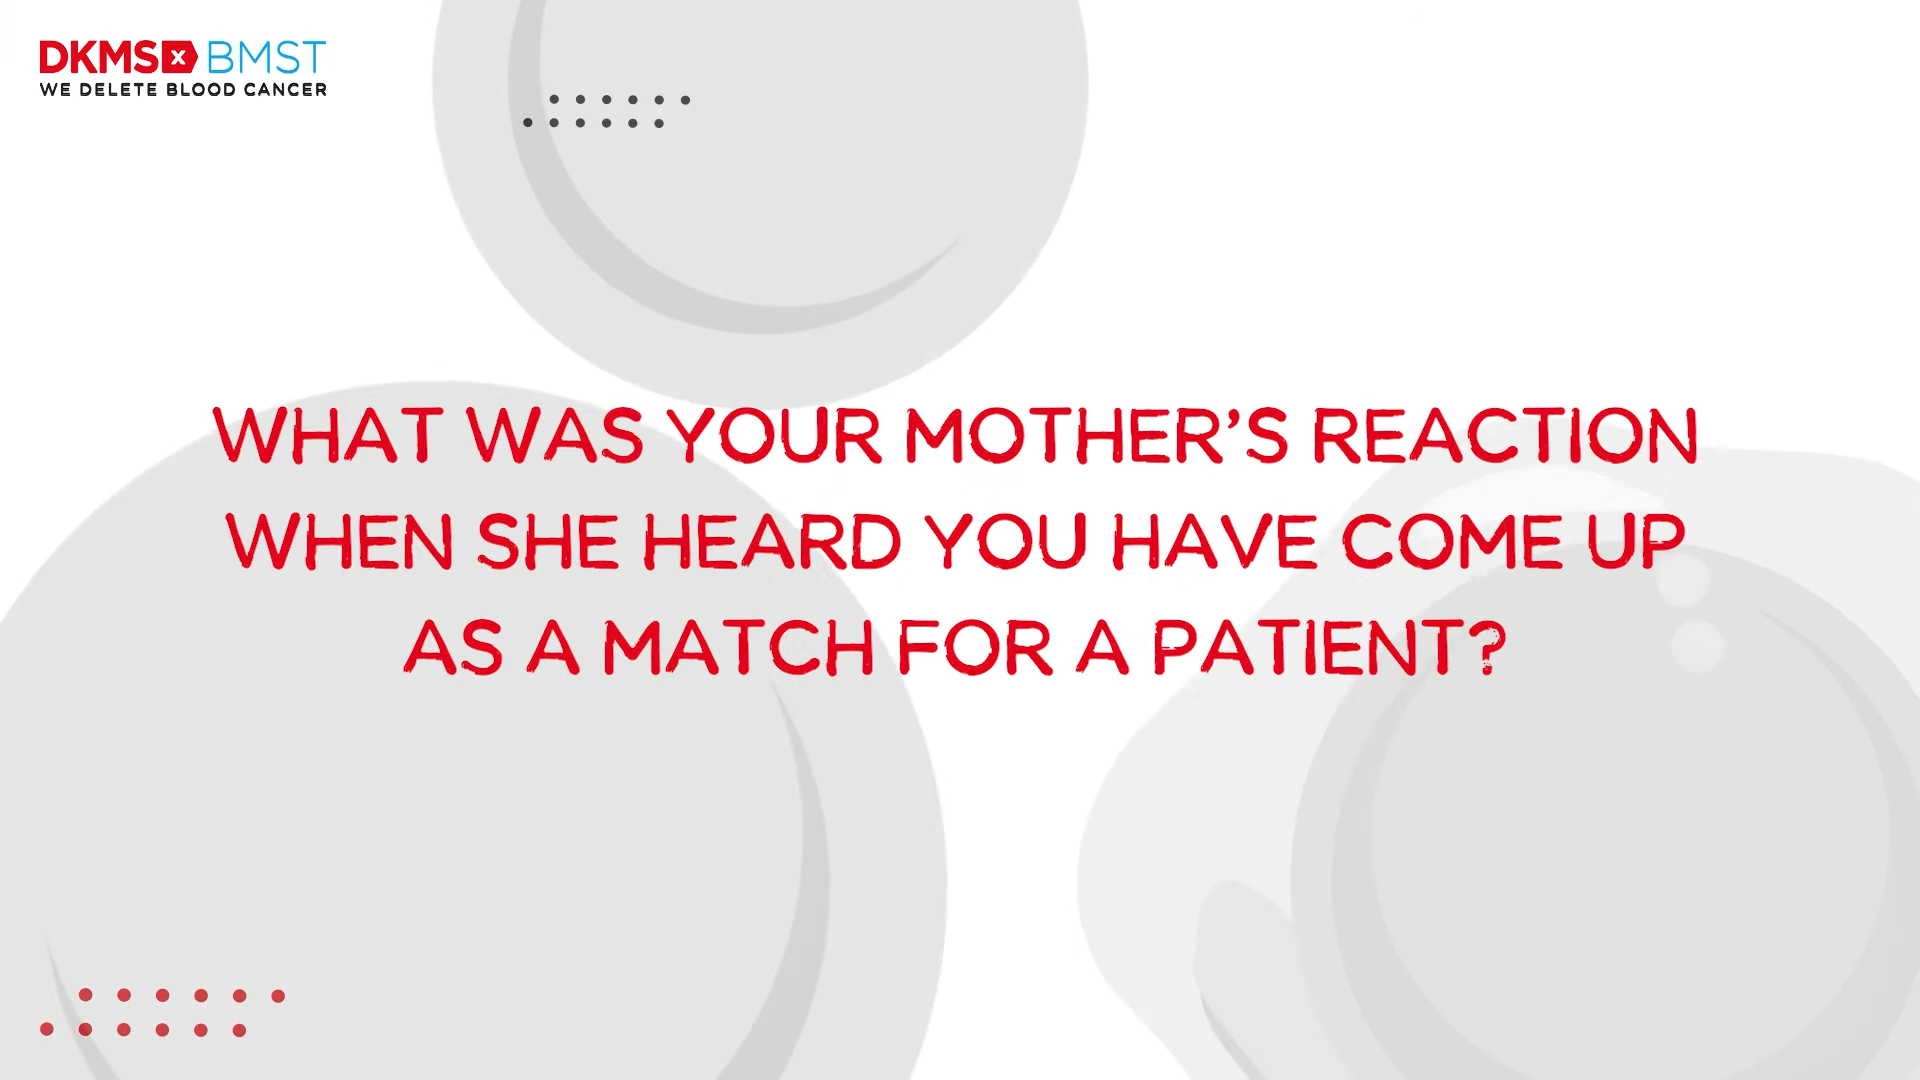 DKMS x BMST
WE DELETE BLOOD CANCER
WHAT WAS YOUR MOTHER’S REACTION
WHEN SHE HEARD YOU HAVE COME UP
AS A MATCH FOR A PATIENT?